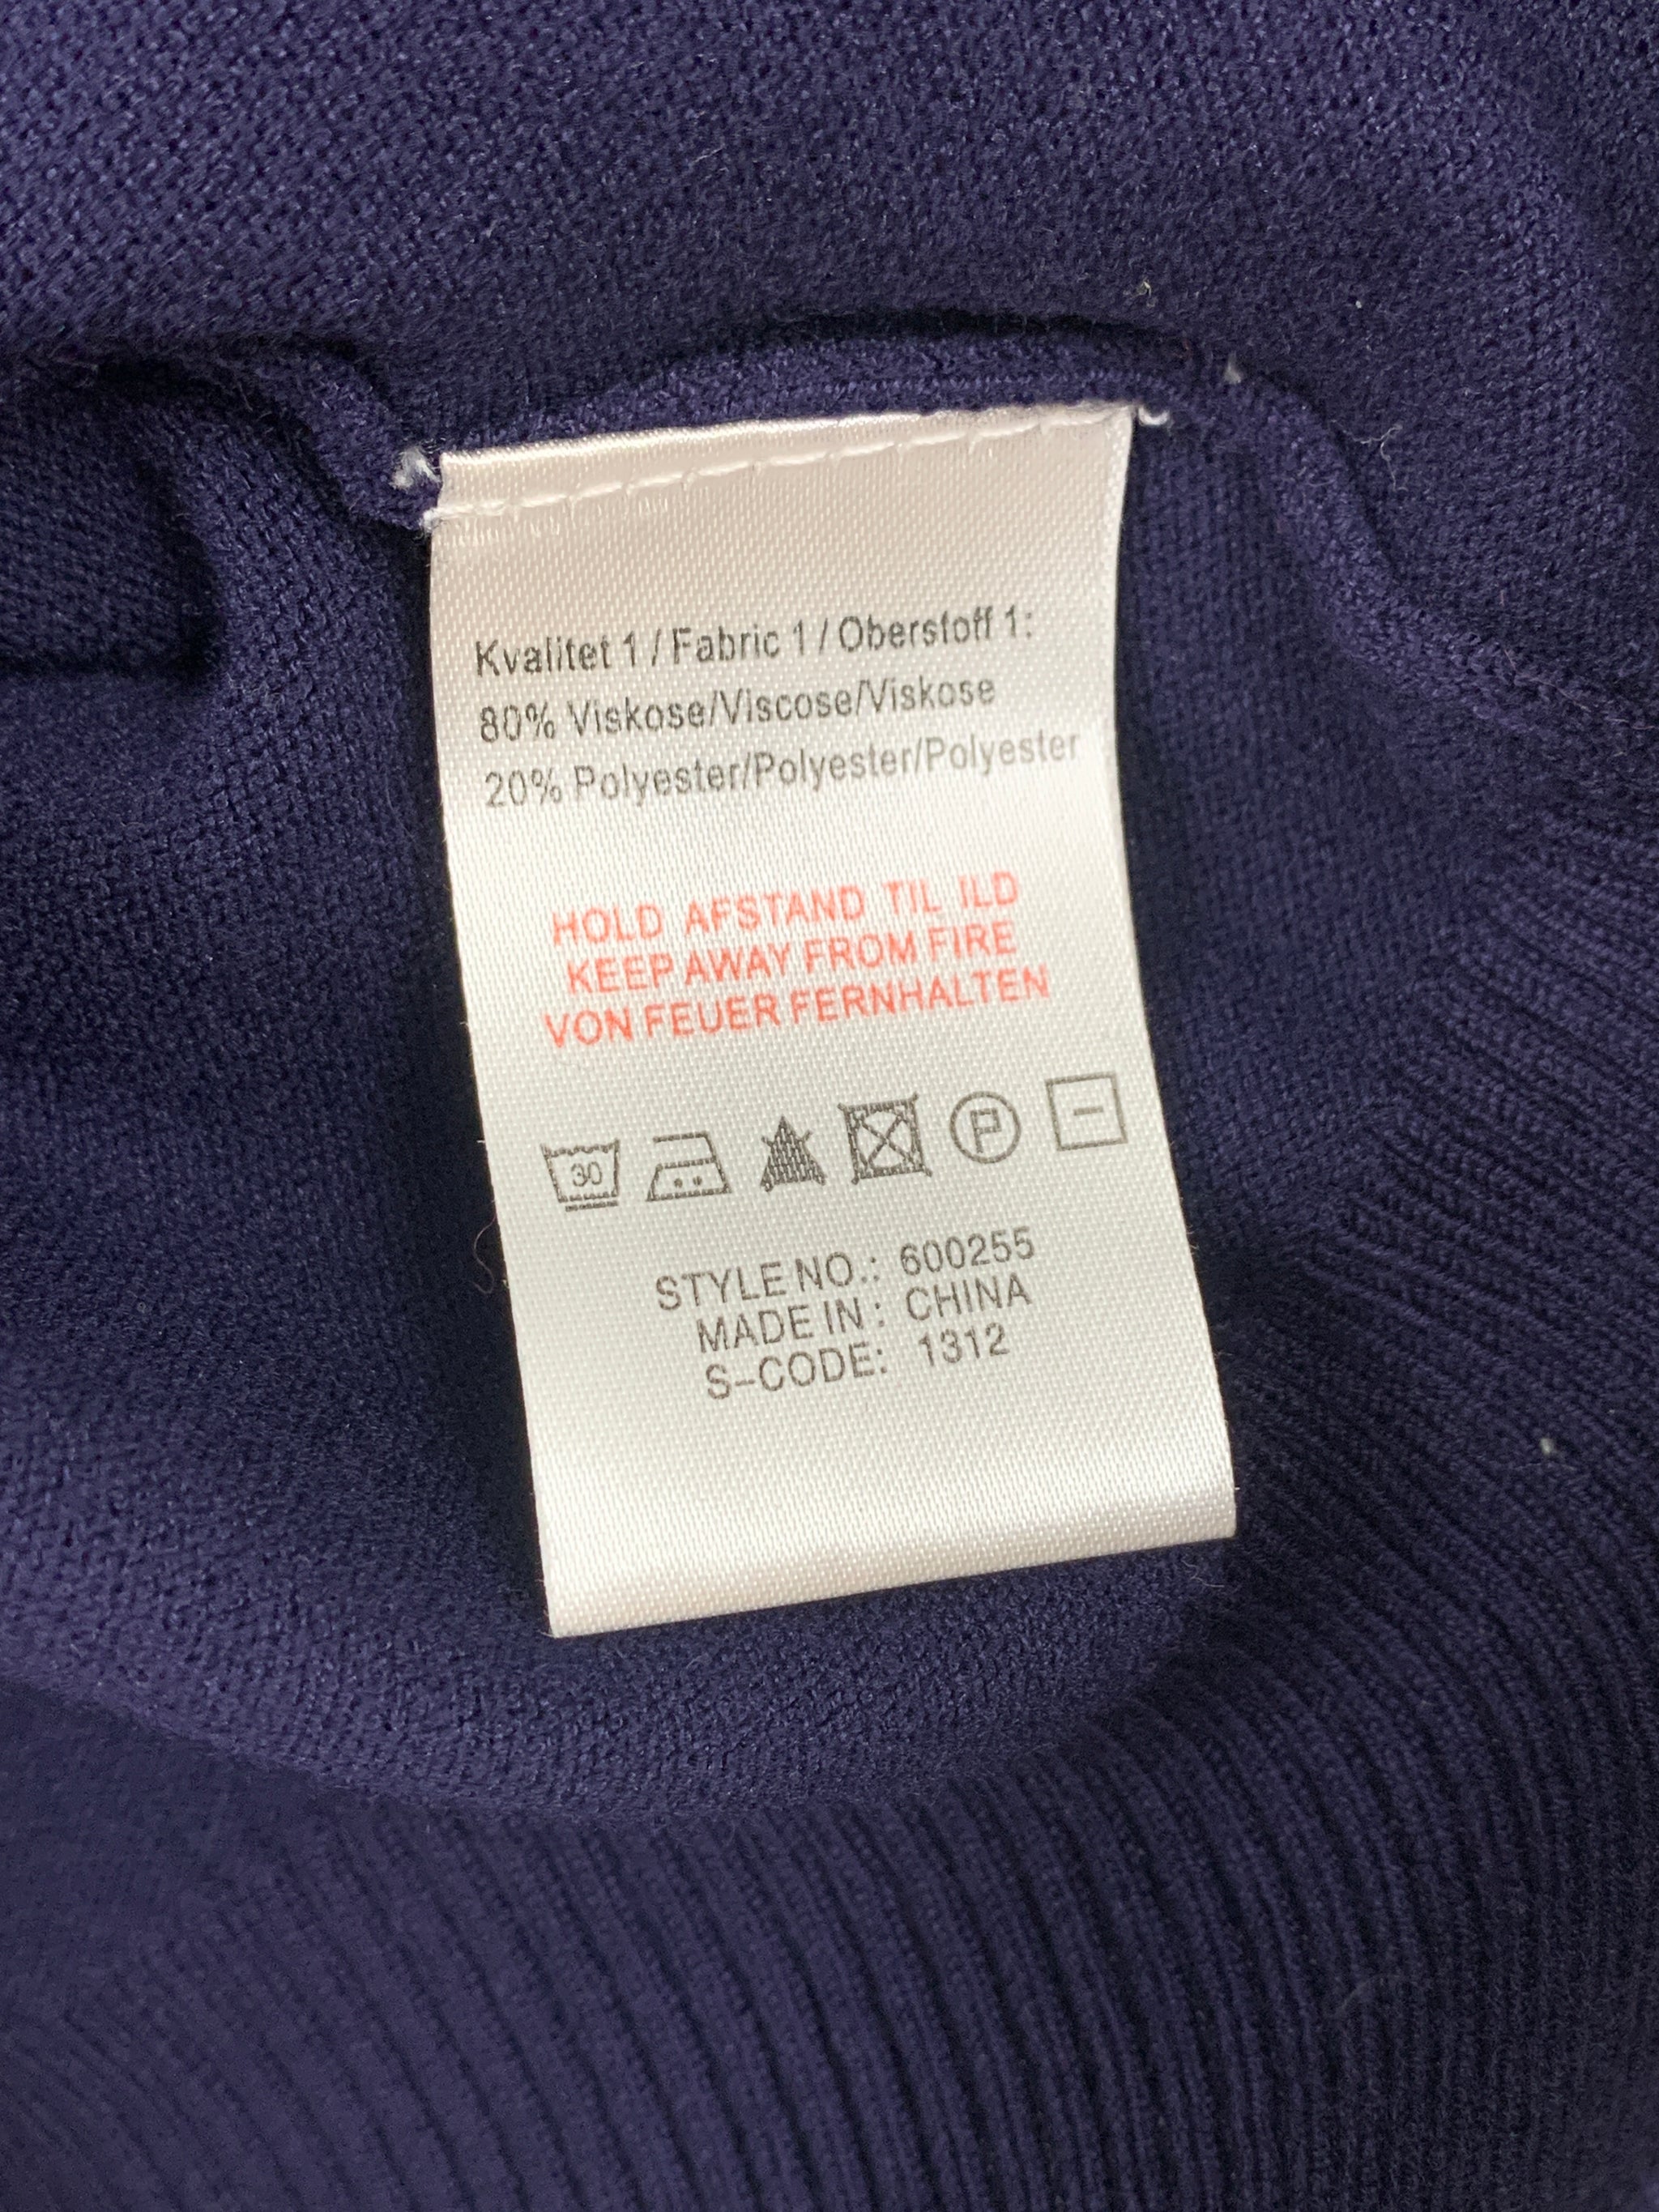 Kvalitet 1 / Fabric 1 / Oberstoff 1:
80% Viskose/Viscose/Viskose
20% Polyester/Polyester/Polyester
HOLD AFSTAND TIL ILD
KEEP AWAY FROM FIRE
VON FEUER FERNHALTEN
30 P
STYLE NO.: 600255
MADE IN: CHINA
S-CODE: 1312